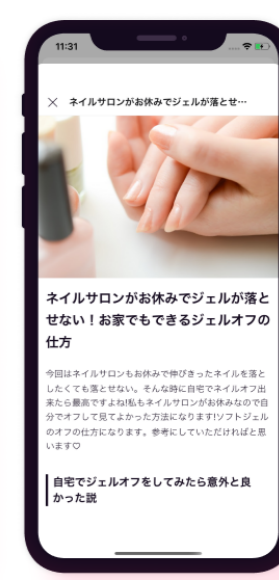 11:31
× ネイルサロンがお休みでジェルが落とせ…
ネイルサロンがお休みでジェルが落と
せない！お家でもできるジェルオフの
仕方
今回はネイルサロンもお休みで伸びきったネイルを落と
したくても落とせない。そんな時に自宅でネイルオフ出
来たら最高ですよね!私もネイルサロンがお休みなので自
分でオフして見てよかった方法になります!ソフトジェル
のオフの仕方になります。参考にしていただければと思
います♡
自宅でジェルオフをしてみたら意外と良
かった説